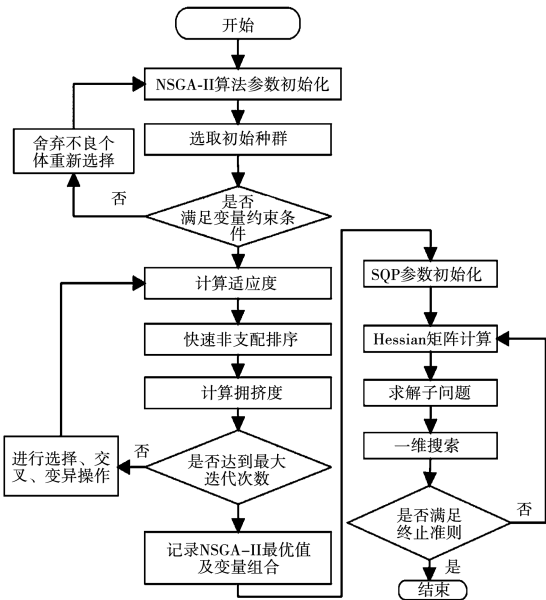 开始
NSGA-II算法参数初始化
选取初始种群
舍弃不良个
体重新选择
否
是否
满足变量约束条
件
计算适应度
快速非支配排序
计算拥挤度
进行选择、交
叉、变异操作
否
是否达到最大
迭代次数
记录NSGA-II最优值
及变量组合
SQP参数初始化
Hessian矩阵计算
求解子问题
一维搜索
是否满足
终止准则
否
是
结束